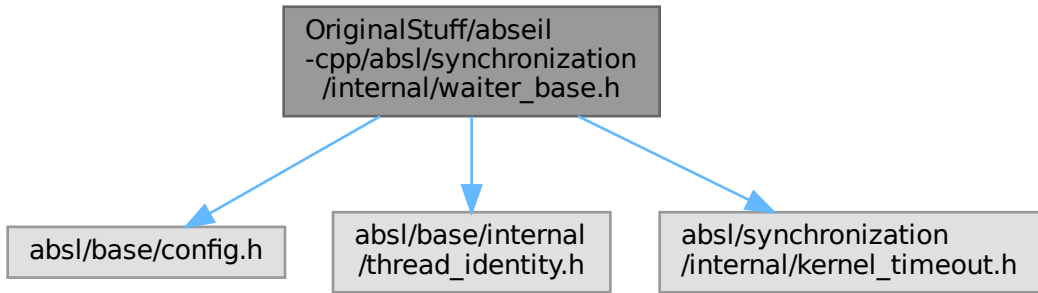 OriginalStuff/abseil
-cpp/absl/synchronization
/internal/waiter_base.h
absl/base/config.h
absl/base/internal
/thread_identity.h
absl/synchronization
/internal/kernel_timeout.h